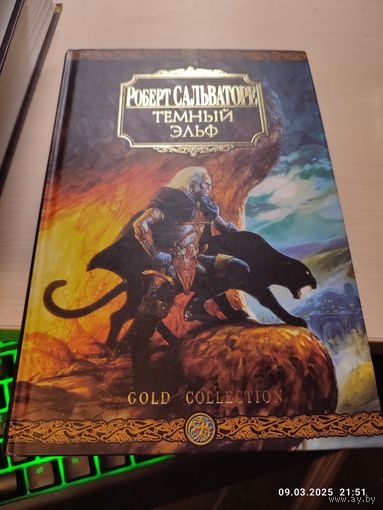 РОБЕРТ САЛЬВАТОРЕ
ТЕМНЫЙ
ЭЛЬФ
GOLD COLLECTION
09.03.2025 21:51
www.ay.by